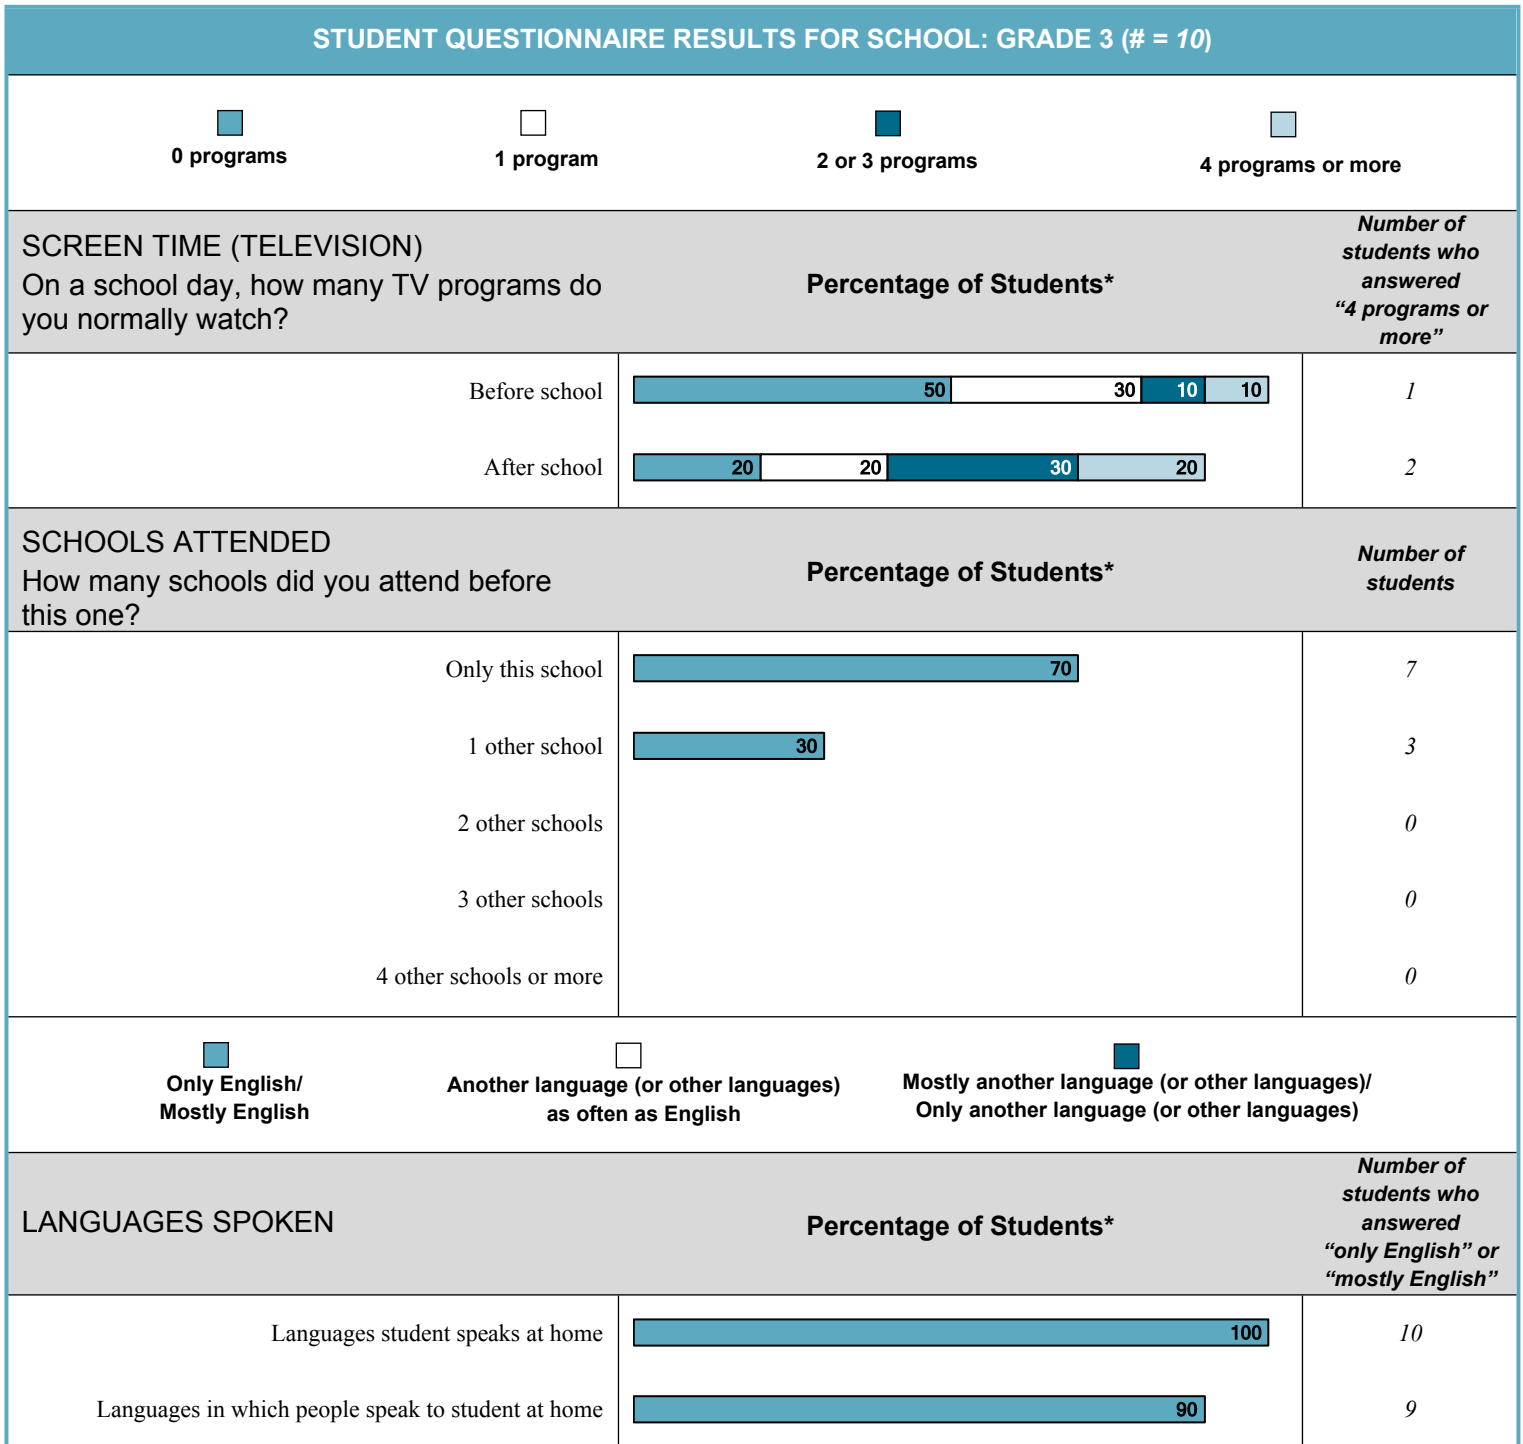 STUDENT QUESTIONNAIRE RESULTS FOR SCHOOL: GRADE 3 (# = 10)
0 programs
1 program
2 or 3 programs
4 programs or more
SCREEN TIME (TELEVISION)
On a school day, how many TV programs do
you normally watch?
Percentage of Students*
Number of
students who
answered
“4 programs or
more”
Before school
50 30 10 10
1
After school
20 20 30 20
2
SCHOOLS ATTENDED
How many schools did you attend before
this one?
Percentage of Students*
Number of
students
Only this school
70
7
1 other school
30
3
2 other schools
0
3 other schools
0
4 other schools or more
0
Only English/
Mostly English
Another language (or other languages)
as often as English
Mostly another language (or other languages)/
Only another language (or other languages)
LANGUAGES SPOKEN
Percentage of Students*
Number of
students who
answered
“only English” or
“mostly English”
Languages student speaks at home
100
10
Languages in which people speak to student at home
90
9